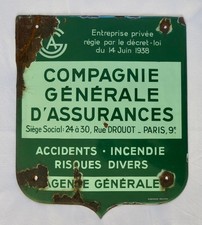 Entreprise privée
régie par le décret-loi
du 14 Juin 1938
COMPAGNIE
GÉNÉRALE
D'ASSURANCES
Siège Social: 24 à 30, Rue DROUOT - PARIS, 9e
ACCIDENTS - INCENDIE
RISQUES DIVERS
AGENCE GÉNÉRALE